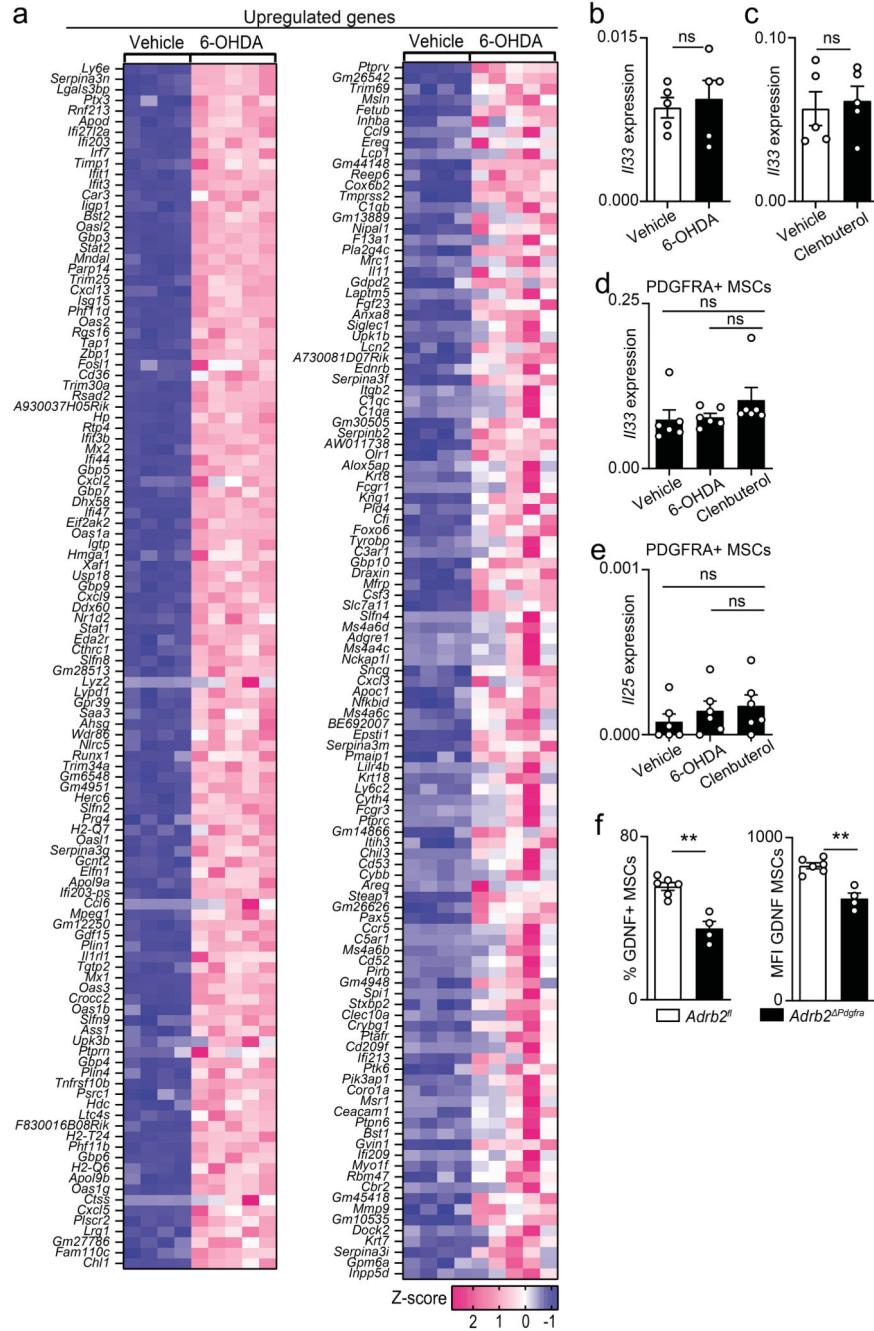 a
Upregulated genes
Vehicle 6-OHDA
Ly6e
Serpina3n
Lgals3bp
Ptx3
Rnf213
Apod
Ifi27l2a
Ifi203
Irf7
Timp1
Ifit1
Ifit3
Car3
Iigp1
Bst2
Oasl2
Gbp3
Stat2
Mndal
Parp14
Trim25
Cxcl13
Isg15
Phf11d
Oas2
Rgs16
Tap1
Zbp1
Fosl1
Cd36
Trim30a
Rsad2
A930037H05Rik
Hp
Rtp4
Ifit3b
Mx2
Ifi44
Gbp5
Cxcl2
Gbp7
Dhx58
Ifi47
Eif2ak2
Oas1a
Igtp
Hmga1
Xaf1
Usp18
Gbp9
Cxcl9
Ddx60
Nr1d2
Stat1
Eda2r
Cthrc1
Slfn8
Gm28513
Lyz2
Lypd1
Gpr39
Saa3
Ahsg
Wdr86
Nlrc5
Runx1
Trim34a
Gm6548
Gm4951
Herc6
Slfn2
Prg4
H2-Q7
Oasl1
Serpina3g
Gcnt2
Elfn1
Apol9a
Ifi203-ps
Ccl6
Mpeg1
Gm12250
Gdf15
Plin1
Il1rl1
Tgtp2
Mx1
Oas3
Crocc2
Oas1b
Slfn9
Ass1
Upk3b
Ptprn
Gbp4
Plin4
Tnfrsf10b
Psrc1
Hdc
Ltc4s
F830016B08Rik
H2-T24
Phf11b
Gbp6
H2-Q6
Apol9b
Oas1g
Ctss
Cxcl5
Plscr2
Lrg1
Gm27786
Fam110c
Chl1
Vehicle 6-OHDA
Ptprv
Gm26542
Trim69
Msln
Fetub
Inhba
Ccl9
Ereg
Lcp1
Gm44148
Reep6
Cox6b2
Tmprss2
C1qb
Gm13889
Nipal1
F13a1
Pla2g4c
Mrc1
Il11
Gdpd2
Laptm5
Fgf23
Anxa8
Siglec1
Upk1b
Lcn2
A730081D07Rik
Ednrb
Serpina3f
Itgb2
C1qc
C1qa
Gm30505
Serpinb2
AW011738
Olr1
Alox5ap
Krt8
Fcgr1
Kng1
Pld4
Cfi
Foxo6
Tyrobp
C3ar1
Gbp10
Draxin
Mfrp
Csf3
Slc7a11
Slfn4
Ms4a6d
Adgre1
Ms4a4c
Nckap1l
Sncg
Cxcl3
Apoc1
Nfkbid
Ms4a6c
BE692007
Epsti1
Serpina3m
Pmaip1
Lilr4b
Krt18
Ly6c2
Cyth4
Fcgr3
Ptprc
Gm14866
Itih3
Chil3
Cd53
Cybb
Areg
Steap1
Gm26626
Pax5
Ccr5
C5ar1
Ms4a6b
Cd52
Pirb
Gm4948
Spi1
Stxbp2
Clec10a
Crybg1
Ptafr
Cd209f
Ifi213
Ptk6
Pik3ap1
Coro1a
Msr1
Ceacam1
Ptpn6
Bst1
Gvin1
Ifi209
Myo1f
Rbm47
Cbr2
Gm45418
Mmp9
Gm10535
Dock2
Krt7
Serpina3i
Gpm6a
Inpp5d
Z-score
2 1 0 -1
b
0.015
0.000
Il33 expression
ns
Vehicle
6-OHDA
c
0.10
0.00
Il33 expression
ns
Vehicle
Clenbuterol
d
PDGFRA+ MSCs
0.25
0.00
Il33 expression
ns
ns
Vehicle
6-OHDA
Clenbuterol
e
PDGFRA+ MSCs
0.001
0.000
Il25 expression
ns
ns
Vehicle
6-OHDA
Clenbuterol
f
80
0
% GDNF+ MSCs
**
1000
0
MFI GDNF MSCs
**
Adrb2fl Adrb2ΔPdgfra